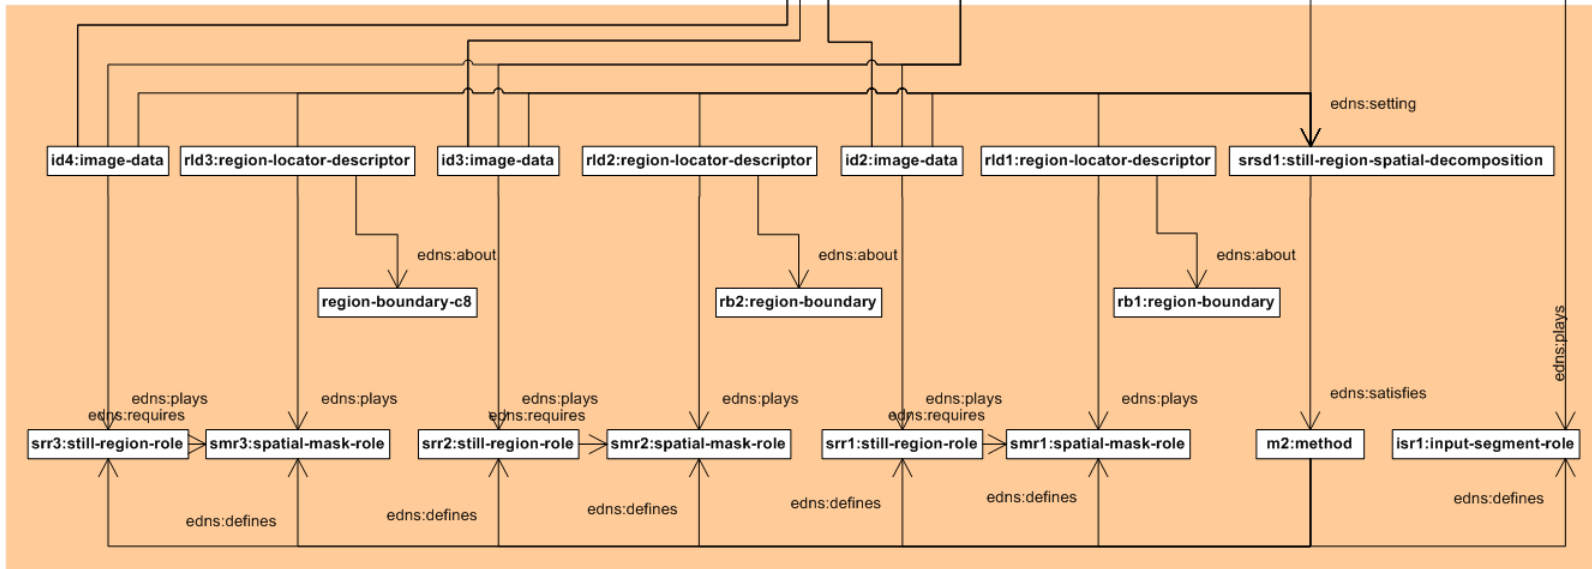 edns:setting
id4:image-data
rld3:region-locator-descriptor
id3:image-data
rld2:region-locator-descriptor
id2:image-data
rld1:region-locator-descriptor
srsd1:still-region-spatial-decomposition
edns:about
edns:about
edns:about
region-boundary-c8
rb2:region-boundary
rb1:region-boundary
edns:plays
edns:plays
edns:requires
edns:plays
edns:plays
edns:requires
edns:plays
edns:plays
edns:requires
edns:plays
edns:satisfies
srr3:still-region-role
smr3:spatial-mask-role
srr2:still-region-role
smr2:spatial-mask-role
srr1:still-region-role
smr1:spatial-mask-role
m2:method
isr1:input-segment-role
edns:defines
edns:defines
edns:defines
edns:defines
edns:defines
edns:defines